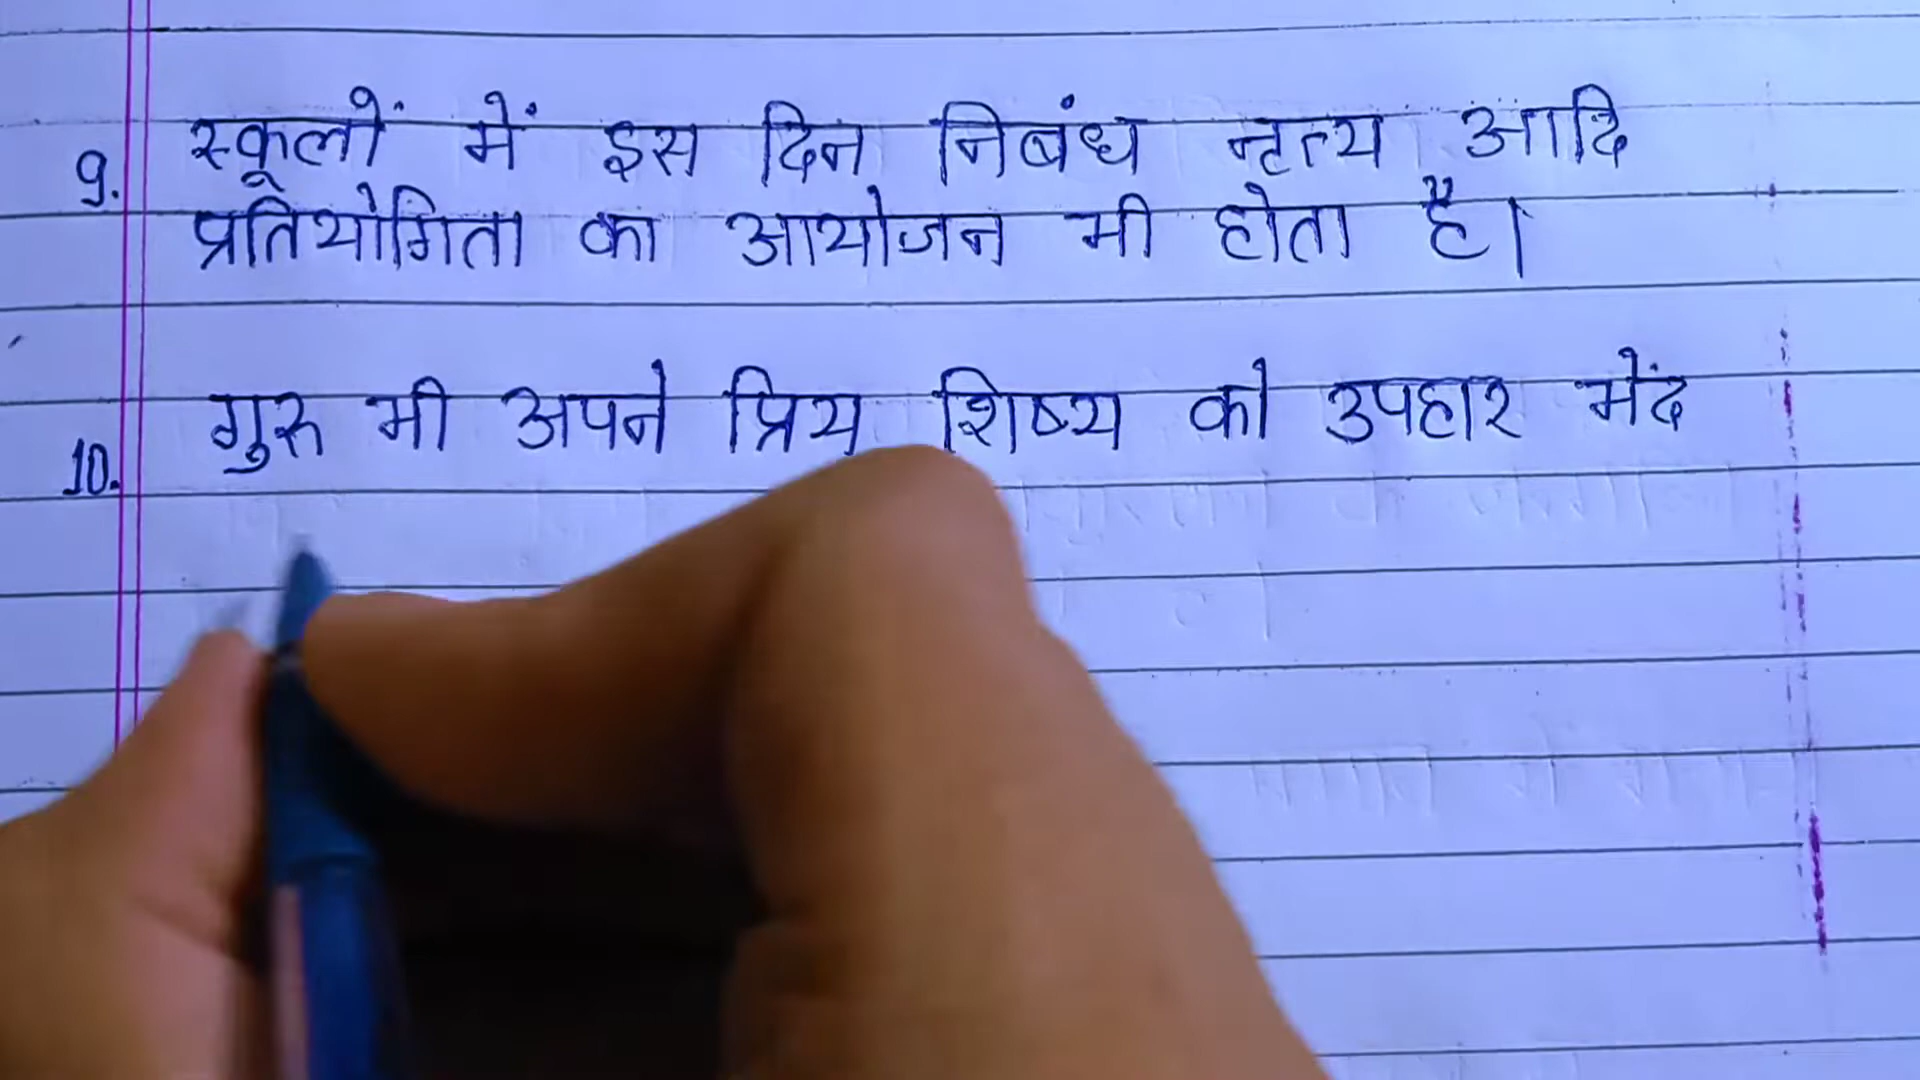 9. स्कूलों में इस दिन निबंध नृत्य आदि
प्रतियोगिता का आयोजन भी होता है।
10. गुरु भी अपने प्रिय शिष्य को उपहार भेंट